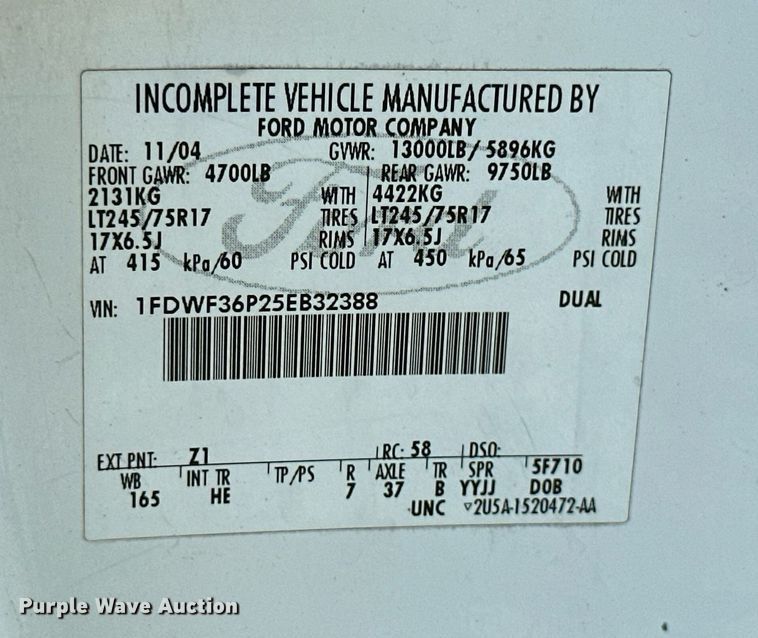 INCOMPLETE VEHICLE MANUFACTURED BY
FORD MOTOR COMPANY
DATE: 11/04 GVWR: 13000LB/ 5896KG
FRONT GAWR: 4700LB REAR GAWR: 9750LB
2131KG WITH 4422KG WITH
LT245/75R17 TIRES LT245/75R17 TIRES
17X6.5J RIMS 17X6.5J RIMS
AT 415 kPa/60 PSI COLD AT 450 kPa/65 PSI COLD
VIN: 1FDWF36P25EB32388 DUAL
Ford
EXT PNT: Z1 RC: 58 DSO:
WB INT TR TP/PS R AXLE TR SPR 5F710
165 HE 7 37 B YYJJ DOB
UNC ▽2U5A-1520472-AA
Purple Wave Auction